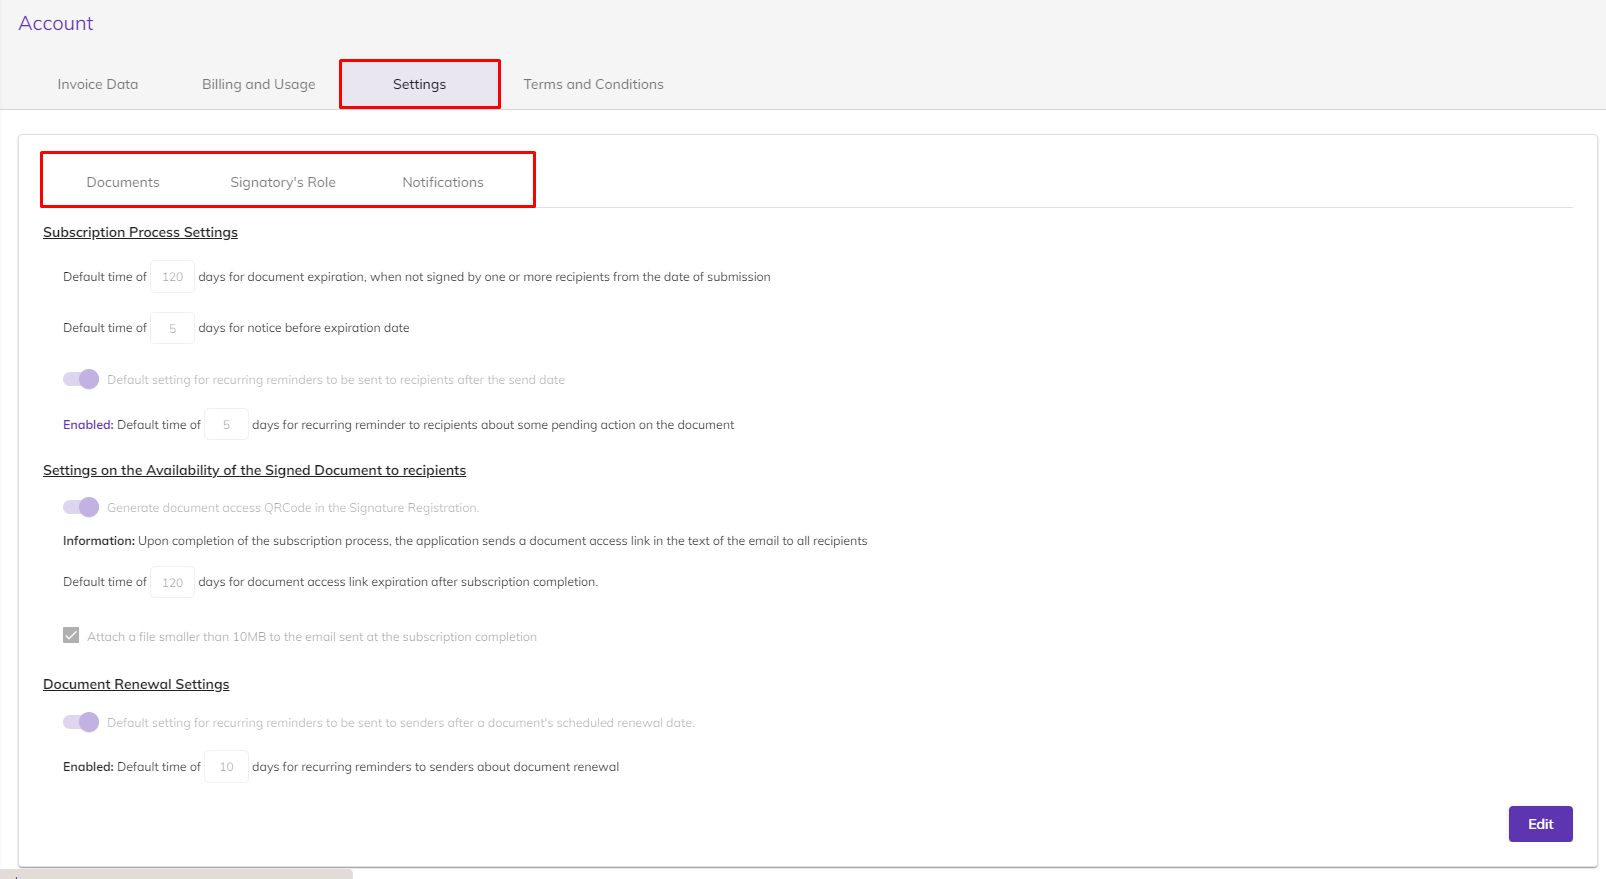 Account
Invoice Data Billing and Usage Settings Terms and Conditions
Documents Signatory's Role Notifications
Subscription Process Settings
Default time of 120 days for document expiration, when not signed by one or more recipients from the date of submission
Default time of 5 days for notice before expiration date
Default setting for recurring reminders to be sent to recipients after the send date
Enabled: Default time of 5 days for recurring reminder to recipients about some pending action on the document
Settings on the Availability of the Signed Document to recipients
Generate document access QRCode in the Signature Registration.
Information: Upon completion of the subscription process, the application sends a document access link in the text of the email to all recipients
Default time of 120 days for document access link expiration after subscription completion.
Attach a file smaller than 10MB to the email sent at the subscription completion
Document Renewal Settings
Default setting for recurring reminders to be sent to senders after a document's scheduled renewal date.
Enabled: Default time of 10 days for recurring reminders to senders about document renewal
Edit